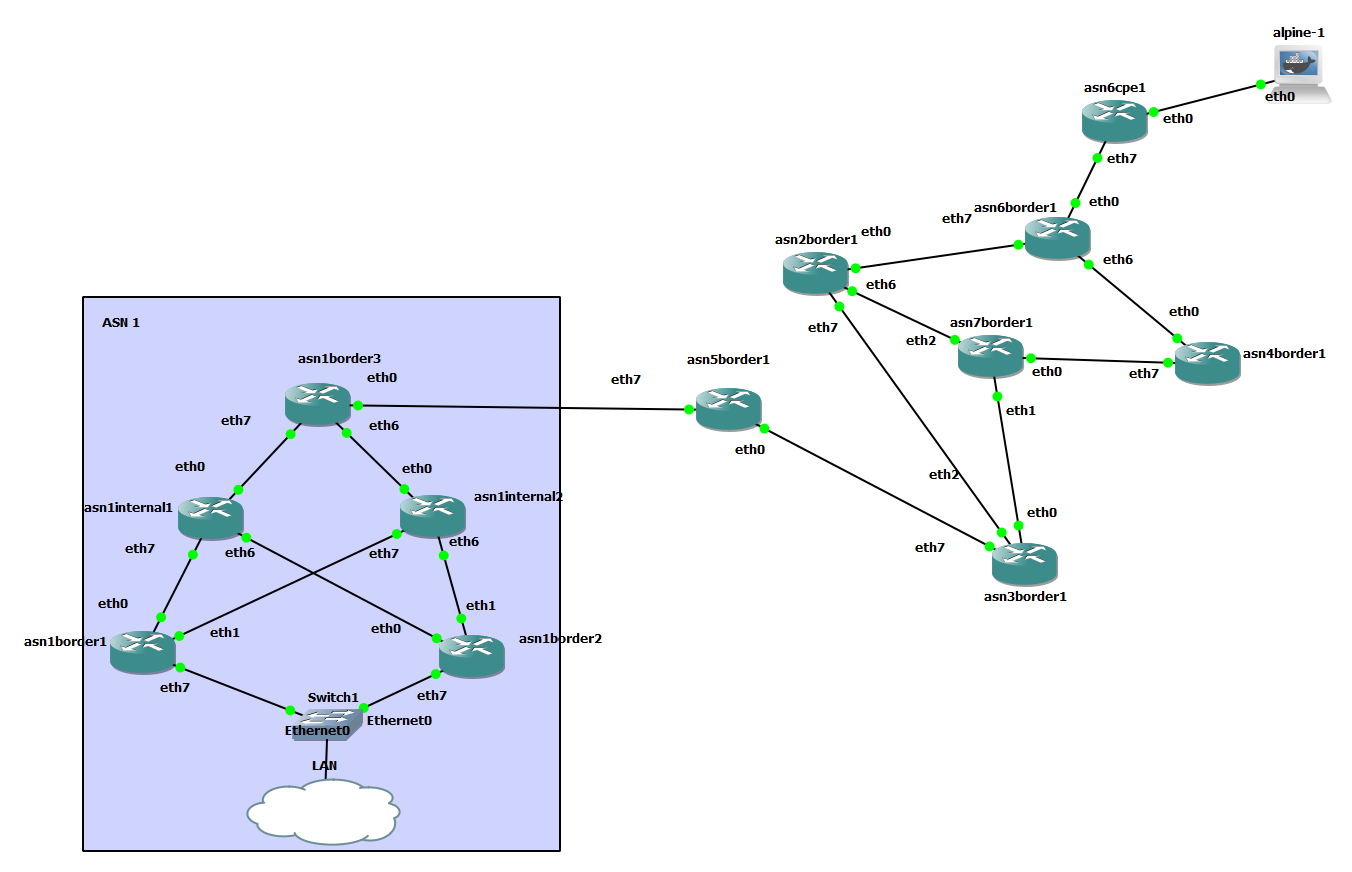 alpine-1
eth0
asn6cpe1
eth0
eth7
eth0
asn6border1
eth7
eth0
asn2border1
eth6
eth6
eth7
asn7border1
eth2
eth0
eth0
asn4border1
eth7
eth1
ASN 1
asn1border3
eth0
eth7
asn5border1
eth7
eth6
eth0
eth0
eth0
asn1internal1
asn1internal2
eth2
eth7
eth6
eth7
eth6
eth0
eth7
asn3border1
eth0
eth1
asn1border1
eth1
eth0
asn1border2
eth7
Switch1
eth7
Ethernet0
Ethernet0
LAN